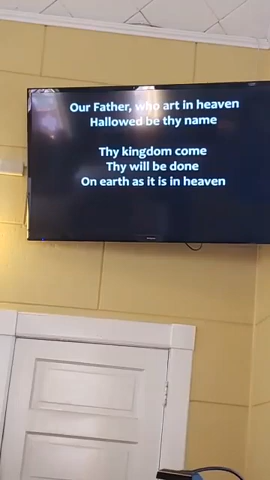 Our Father, who art in heaven
Hallowed be thy name
Thy kingdom come
Thy will be done
On earth as it is in heaven